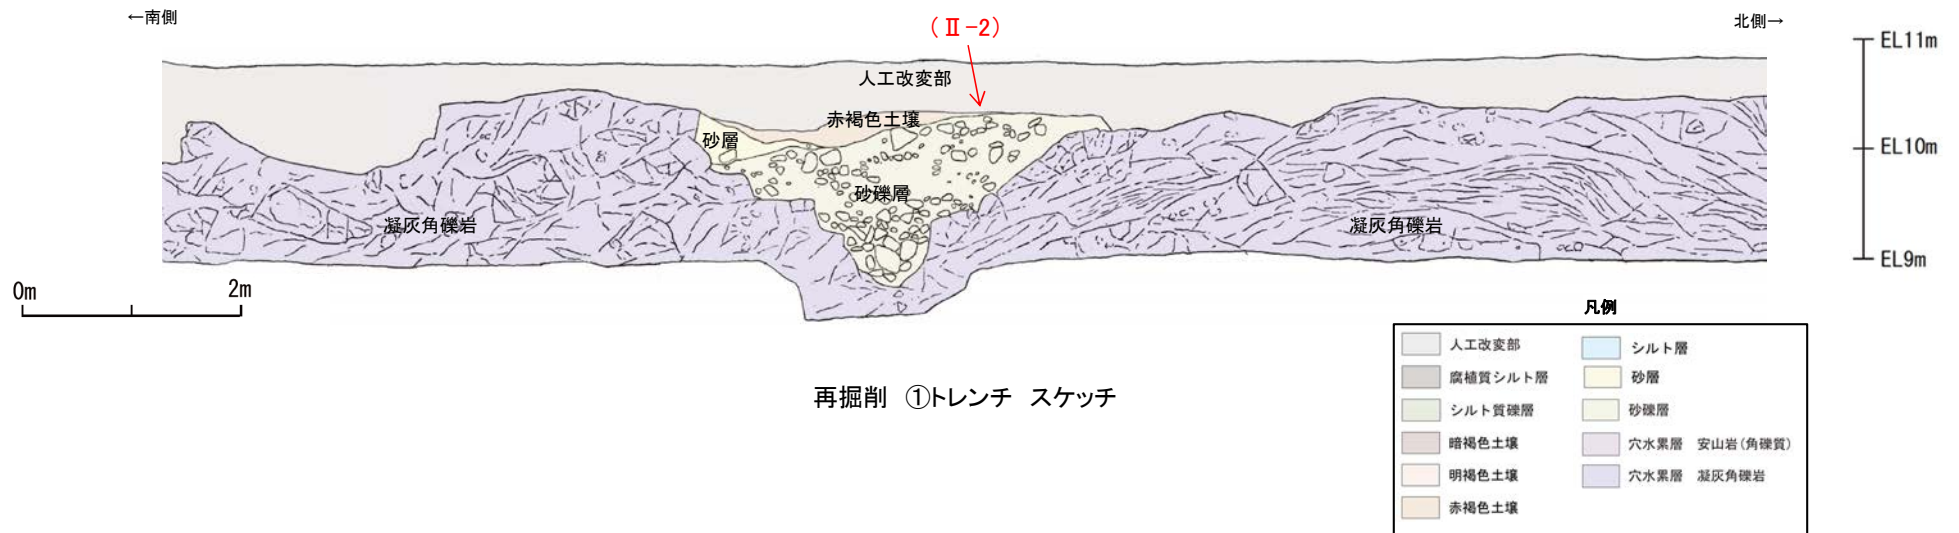 ←南側
北側→
(Ⅱ-2)
EL11m
人工改変部
赤褐色土壌
砂層
EL10m
砂礫層
凝灰角礫岩
凝灰角礫岩
EL9m
0m
2m
凡例
人工改変部
シルト層
腐植質シルト層
砂層
シルト質礫層
砂礫層
暗褐色土壌
穴水累層 安山岩(角礫質)
明褐色土壌
穴水累層 凝灰角礫岩
赤褐色土壌
再掘削 ①トレンチ スケッチ